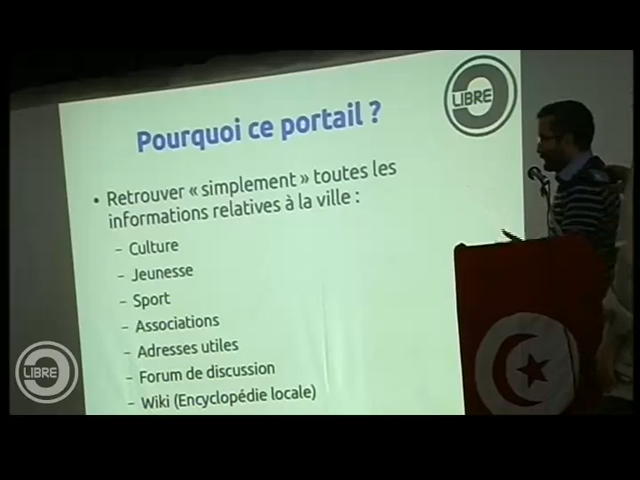 LIBRE
Pourquoi ce portail ?
• Retrouver « simplement » toutes les
informations relatives à la ville :
– Culture
– Jeunesse
– Sport
– Associations
– Adresses utiles
– Forum de discussion
– Wiki (Encyclopédie locale)
LIBRE